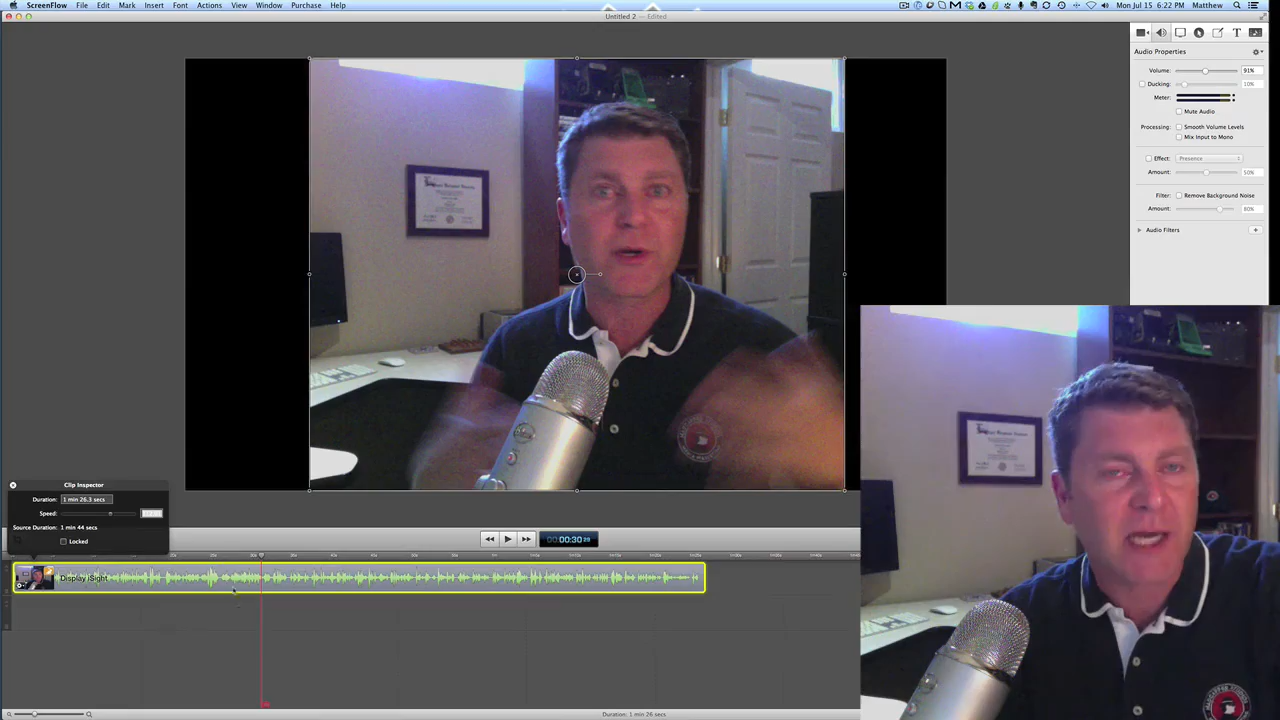 ScreenFlow File Edit Mark Insert Font Actions View Window Purchase Help
Mon Jul 15 6:22 PM Matthew
Untitled 2 — Edited
T
Audio Properties
Volume: 91%
Ducking: 10%
Meter:
Mute Audio
Processing: Smooth Volume Levels
Mix Input to Mono
Effect: Presence
Amount: 50%
Filter: Remove Background Noise
Amount: 80%
Audio Filters
Clip Inspector
Duration: 1 min 26.3 secs
Speed:
Source Duration: 1 min 44 secs
Locked
Display iSight
Duration: 1 min 26 secs